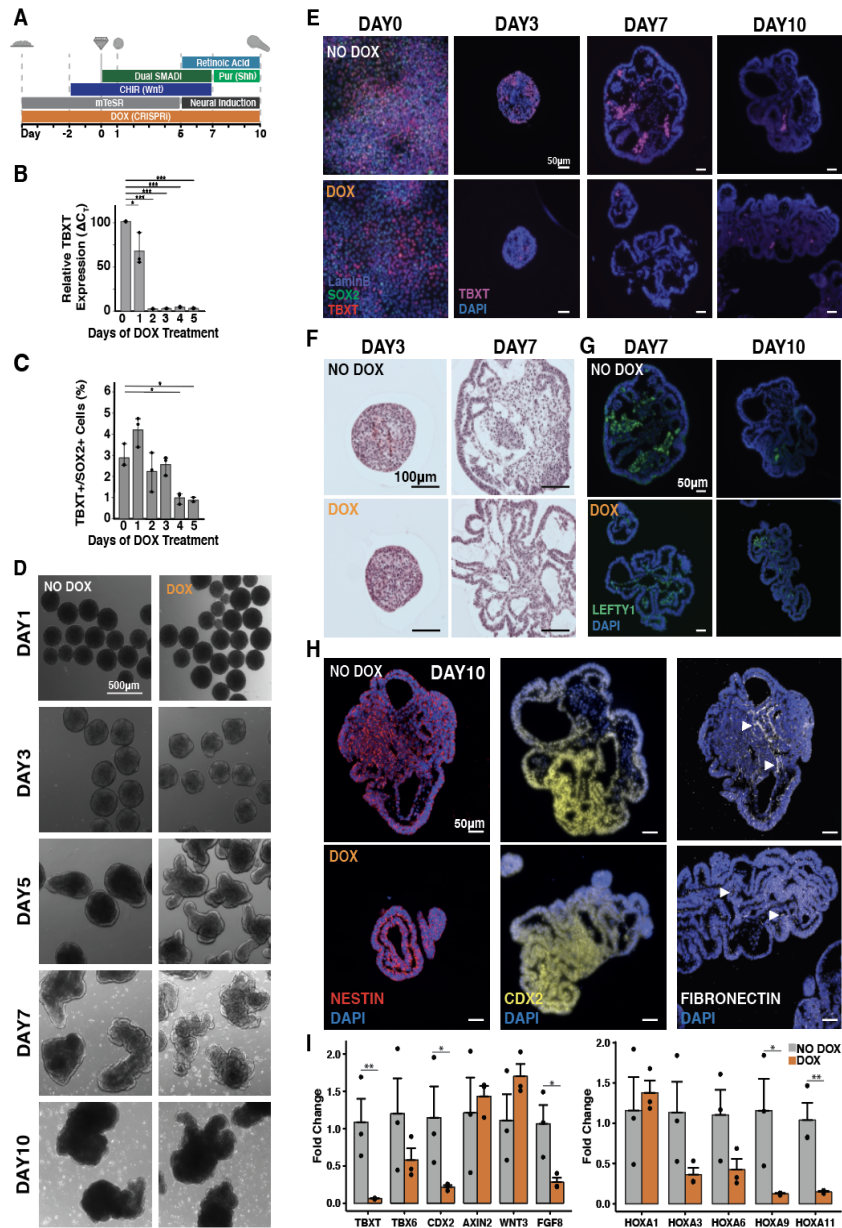 A
Retinoic Acid
Dual SMADi
Pur (Shh)
CHIR (Wnt)
mTeSR
Neural Induction
DOX (CRISPRi)
Day
-2
0
1
5
7
10
B
***
***
***
***
*
Relative TBXT
Expression (ΔCT)
100
50
0
0 1 2 3 4 5
Days of DOX Treatment
C
*
*
TBXT+/SOX2+ Cells (%)
6
5
4
3
2
1
0
0 1 2 3 4 5
Days of DOX Treatment
D
NO DOX
DOX
DAY1
500μm
DAY3
DAY5
DAY7
DAY10
E
DAY0
DAY3
DAY7
DAY10
NO DOX
50μm
DOX
LaminB
SOX2
TBXT
TBXT
DAPI
F
DAY3
DAY7
NO DOX
100μm
DOX
G
DAY7
DAY10
NO DOX
50μm
DOX
LEFTY1
DAPI
H
NO DOX
DAY10
50μm
DOX
NESTIN
DAPI
CDX2
DAPI
FIBRONECTIN
DAPI
I
Fold Change
2.0
1.5
1.0
0.5
0.0
**
*
*
TBXT TBX6 CDX2 AXIN2 WNT3 FGF8
Fold Change
2.0
1.5
1.0
0.5
0.0
*
**
NO DOX
DOX
HOXA1 HOXA3 HOXA6 HOXA9 HOXA11